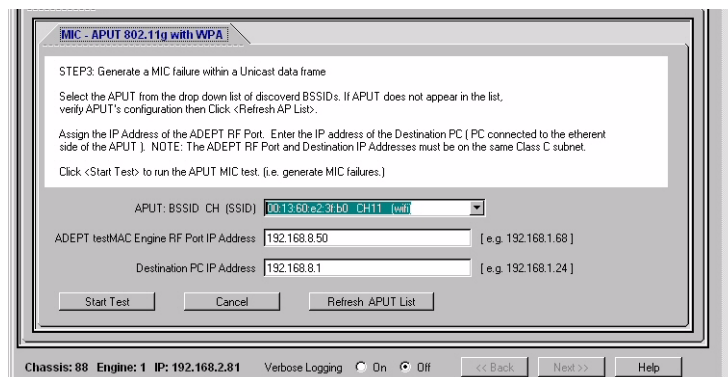 MIC - APUT 802.11g with WPA
STEP3: Generate a MIC failure within a Unicast data frame
Select the APUT from the drop down list of discoverd BSSIDs. If APUT does not appear in the list,
verify APUT's configuration then Click <Refresh AP List>.
Assign the IP Address of the ADEPT RF Port. Enter the IP address of the Destination PC ( PC connected to the etherent
side of the APUT ). NOTE: The ADEPT RF Port and Destination IP Addresses must be on the same Class C subnet.
Click <Start Test> to run the APUT MIC test. (i.e. generate MIC failures.)
APUT: BSSID CH (SSID) 00:13:60:e2:3f:b0 CH11 (wifi)
ADEPT testMAC Engine RF Port IP Address 192.168.8.50 [ e.g. 192.168.1.68 ]
Destination PC IP Address 192.168.8.1 [ e.g. 192.168.1.24 ]
Start Test Cancel Refresh APUT List
Chassis: 88 Engine: 1 IP: 192.168.2.81 Verbose Logging On Off << Back Next >> Help